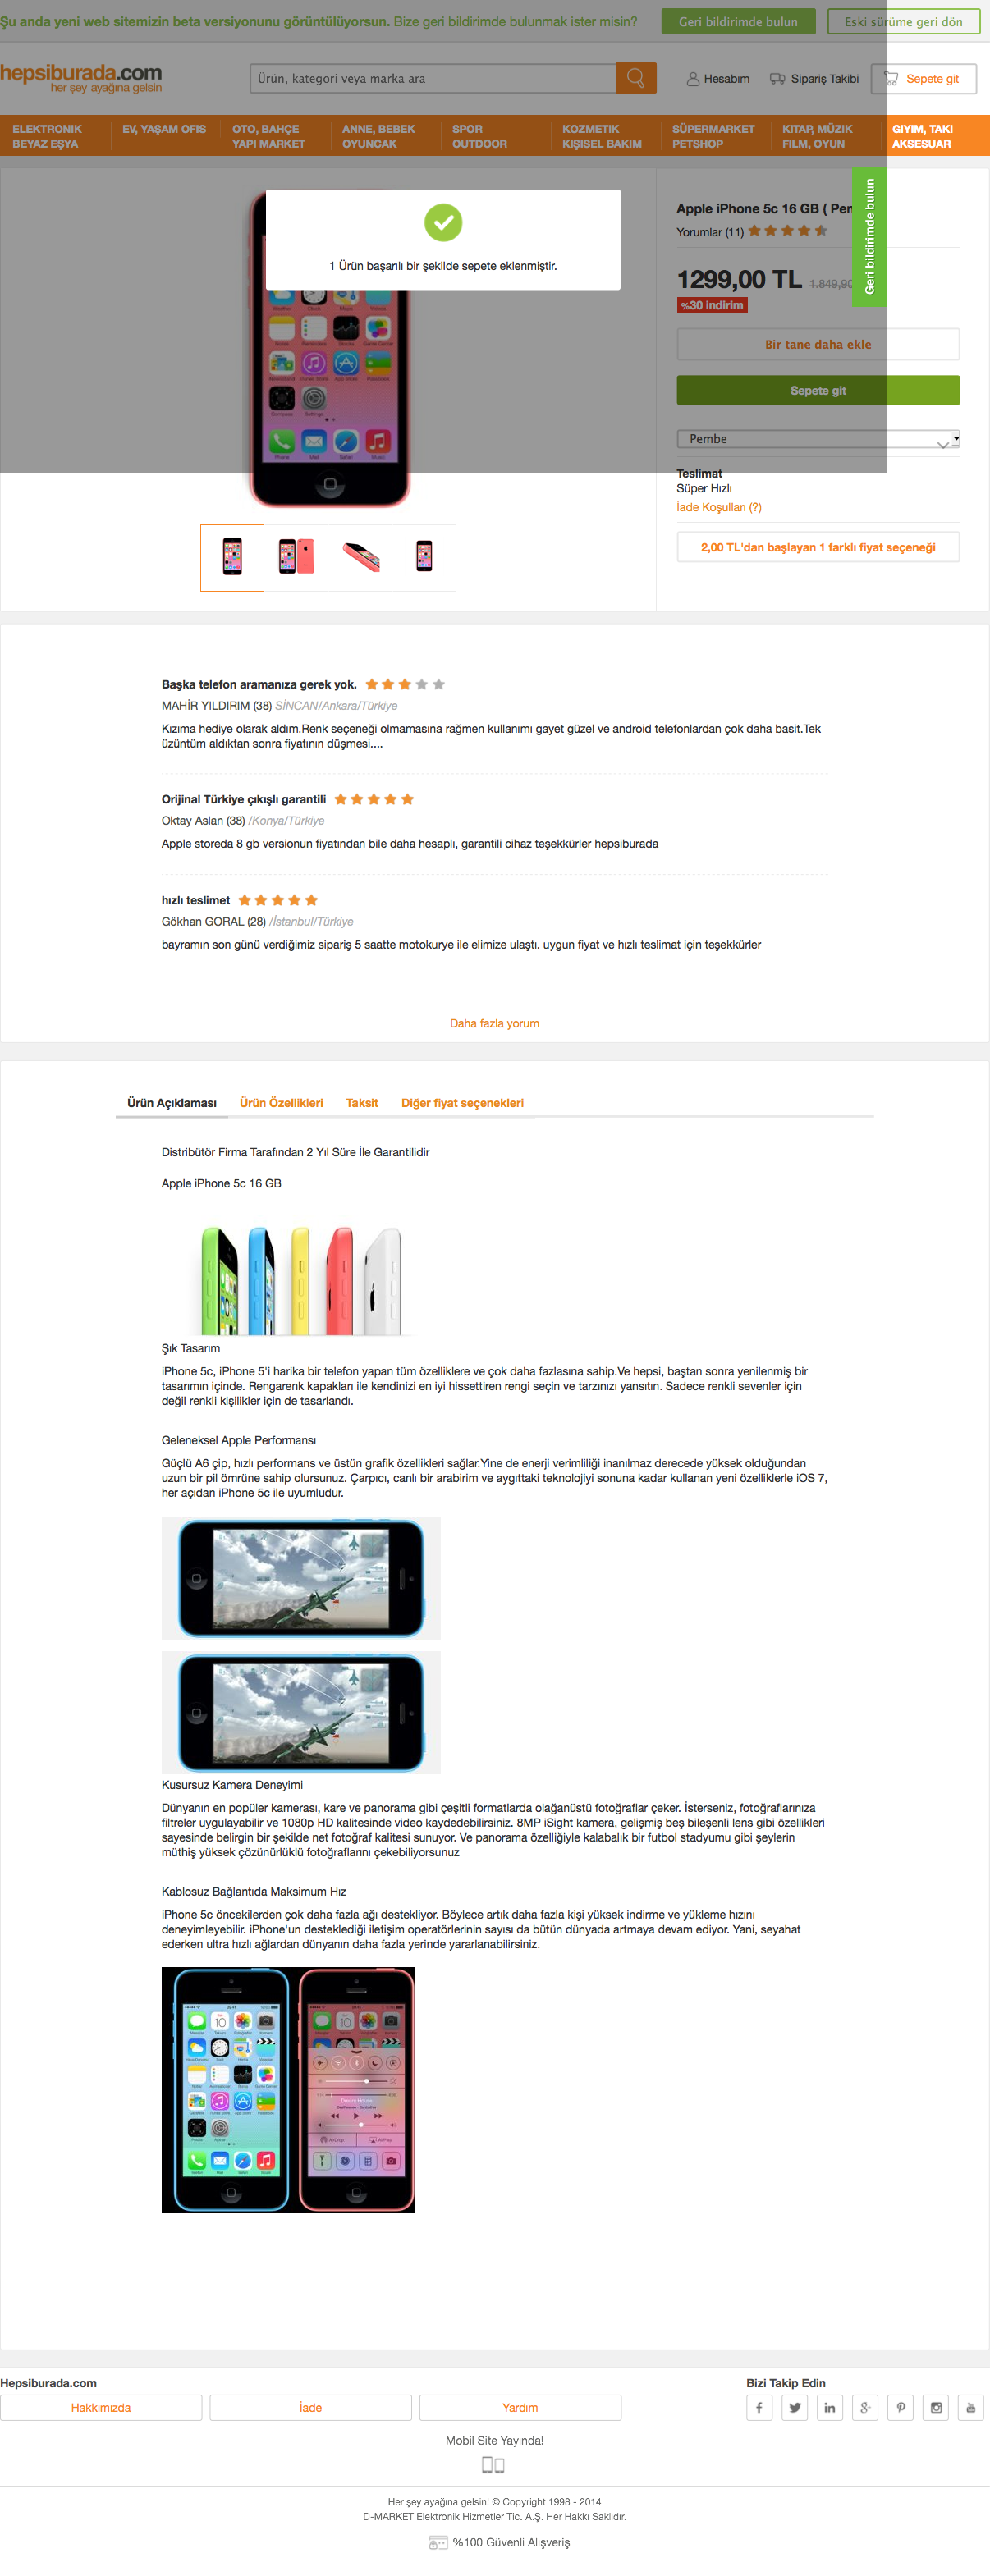 Şu anda yeni web sitemizin beta versiyonunu görüntülüyorsun. Bize geri bildirimde bulunmak ister misin?
Geri bildirimde bulun
Eski sürüme geri dön
hepsiburada.com
her şey ayağına gelsin
Ürün, kategori veya marka ara
Hesabım
Sipariş Takibi
Sepete git
ELEKTRONIK
BEYAZ EŞYA
EV, YAŞAM OFIS
OTO, BAHÇE
YAPI MARKET
ANNE, BEBEK
OYUNCAK
SPOR
OUTDOOR
KOZMETIK
KIŞISEL BAKIM
SÜPERMARKET
PETSHOP
KITAP, MÜZIK
FILM, OYUN
GIYIM, TAKI
AKSESUAR
1 Ürün başarılı bir şekilde sepete eklenmiştir.
Apple iPhone 5c 16 GB ( Pem
Geri bildirimde bulun
Yorumlar (11)
1299,00 TL 1.849,90
%30 indirim
Bir tane daha ekle
Sepete git
Pembe
Teslimat
Süper Hızlı
İade Koşulları (?)
2,00 TL'dan başlayan 1 farklı fiyat seçeneği
Başka telefon aramanıza gerek yok.
MAHİR YILDIRIM (38) SİNCAN/Ankara/Türkiye
Kızıma hediye olarak aldım.Renk seçeneği olmamasına rağmen kullanımı gayet güzel ve android telefonlardan çok daha basit.Tek
üzüntüm aldıktan sonra fiyatının düşmesi....
Orijinal Türkiye çıkışlı garantili
Oktay Aslan (38) /Konya/Türkiye
Apple storeda 8 gb versionun fiyatından bile daha hesaplı, garantili cihaz teşekkürler hepsiburada
hızlı teslimet
Gökhan GORAL (28) /İstanbul/Türkiye
bayramın son günü verdiğimiz sipariş 5 saatte motokurye ile elimize ulaştı. uygun fiyat ve hızlı teslimat için teşekkürler
Daha fazla yorum
Ürün Açıklaması
Ürün Özellikleri
Taksit
Diğer fiyat seçenekleri
Distribütör Firma Tarafından 2 Yıl Süre İle Garantilidir
Apple iPhone 5c 16 GB
Şık Tasarım
iPhone 5c, iPhone 5'i harika bir telefon yapan tüm özelliklere ve çok daha fazlasına sahip.Ve hepsi, baştan sonra yenilenmiş bir
tasarımın içinde. Rengarenk kapakları ile kendinizi en iyi hissettiren rengi seçin ve tarzınızı yansıtın. Sadece renkli sevenler için
değil renkli kişilikler için de tasarlandı.
Geleneksel Apple Performansı
Güçlü A6 çip, hızlı performans ve üstün grafik özellikleri sağlar.Yine de enerji verimliliği inanılmaz derecede yüksek olduğundan
uzun bir pil ömrüne sahip olursunuz. Çarpıcı, canlı bir arabirim ve aygıttaki teknolojiyi sonuna kadar kullanan yeni özelliklerle iOS 7,
her açıdan iPhone 5c ile uyumludur.
Kusursuz Kamera Deneyimi
Dünyanın en popüler kamerası, kare ve panorama gibi çeşitli formatlarda olağanüstü fotoğraflar çeker. İsterseniz, fotoğraflarınıza
filtreler uygulayabilir ve 1080p HD kalitesinde video kaydedebilirsiniz. 8MP iSight kamera, gelişmiş beş bileşenli lens gibi özellikleri
sayesinde belirgin bir şekilde net fotoğraf kalitesi sunuyor. Ve panorama özelliğiyle kalabalık bir futbol stadyumu gibi şeylerin
müthiş yüksek çözünürlüklü fotoğraflarını çekebiliyorsunuz
Kablosuz Bağlantıda Maksimum Hız
iPhone 5c öncekilerden çok daha fazla ağı destekliyor. Böylece artık daha fazla kişi yüksek indirme ve yükleme hızını
deneyimleyebilir. iPhone'un desteklediği iletişim operatörlerinin sayısı da bütün dünyada artmaya devam ediyor. Yani, seyahat
ederken ultra hızlı ağlardan dünyanın daha fazla yerinde yararlanabilirsiniz.
Hepsiburada.com
Bizi Takip Edin
Hakkımızda
İade
Yardım
Mobil Site Yayında!
Her şey ayağına gelsin! © Copyright 1998 - 2014
D-MARKET Elektronik Hizmetler Tic. A.Ş. Her Hakkı Saklıdır.
%100 Güvenli Alışveriş